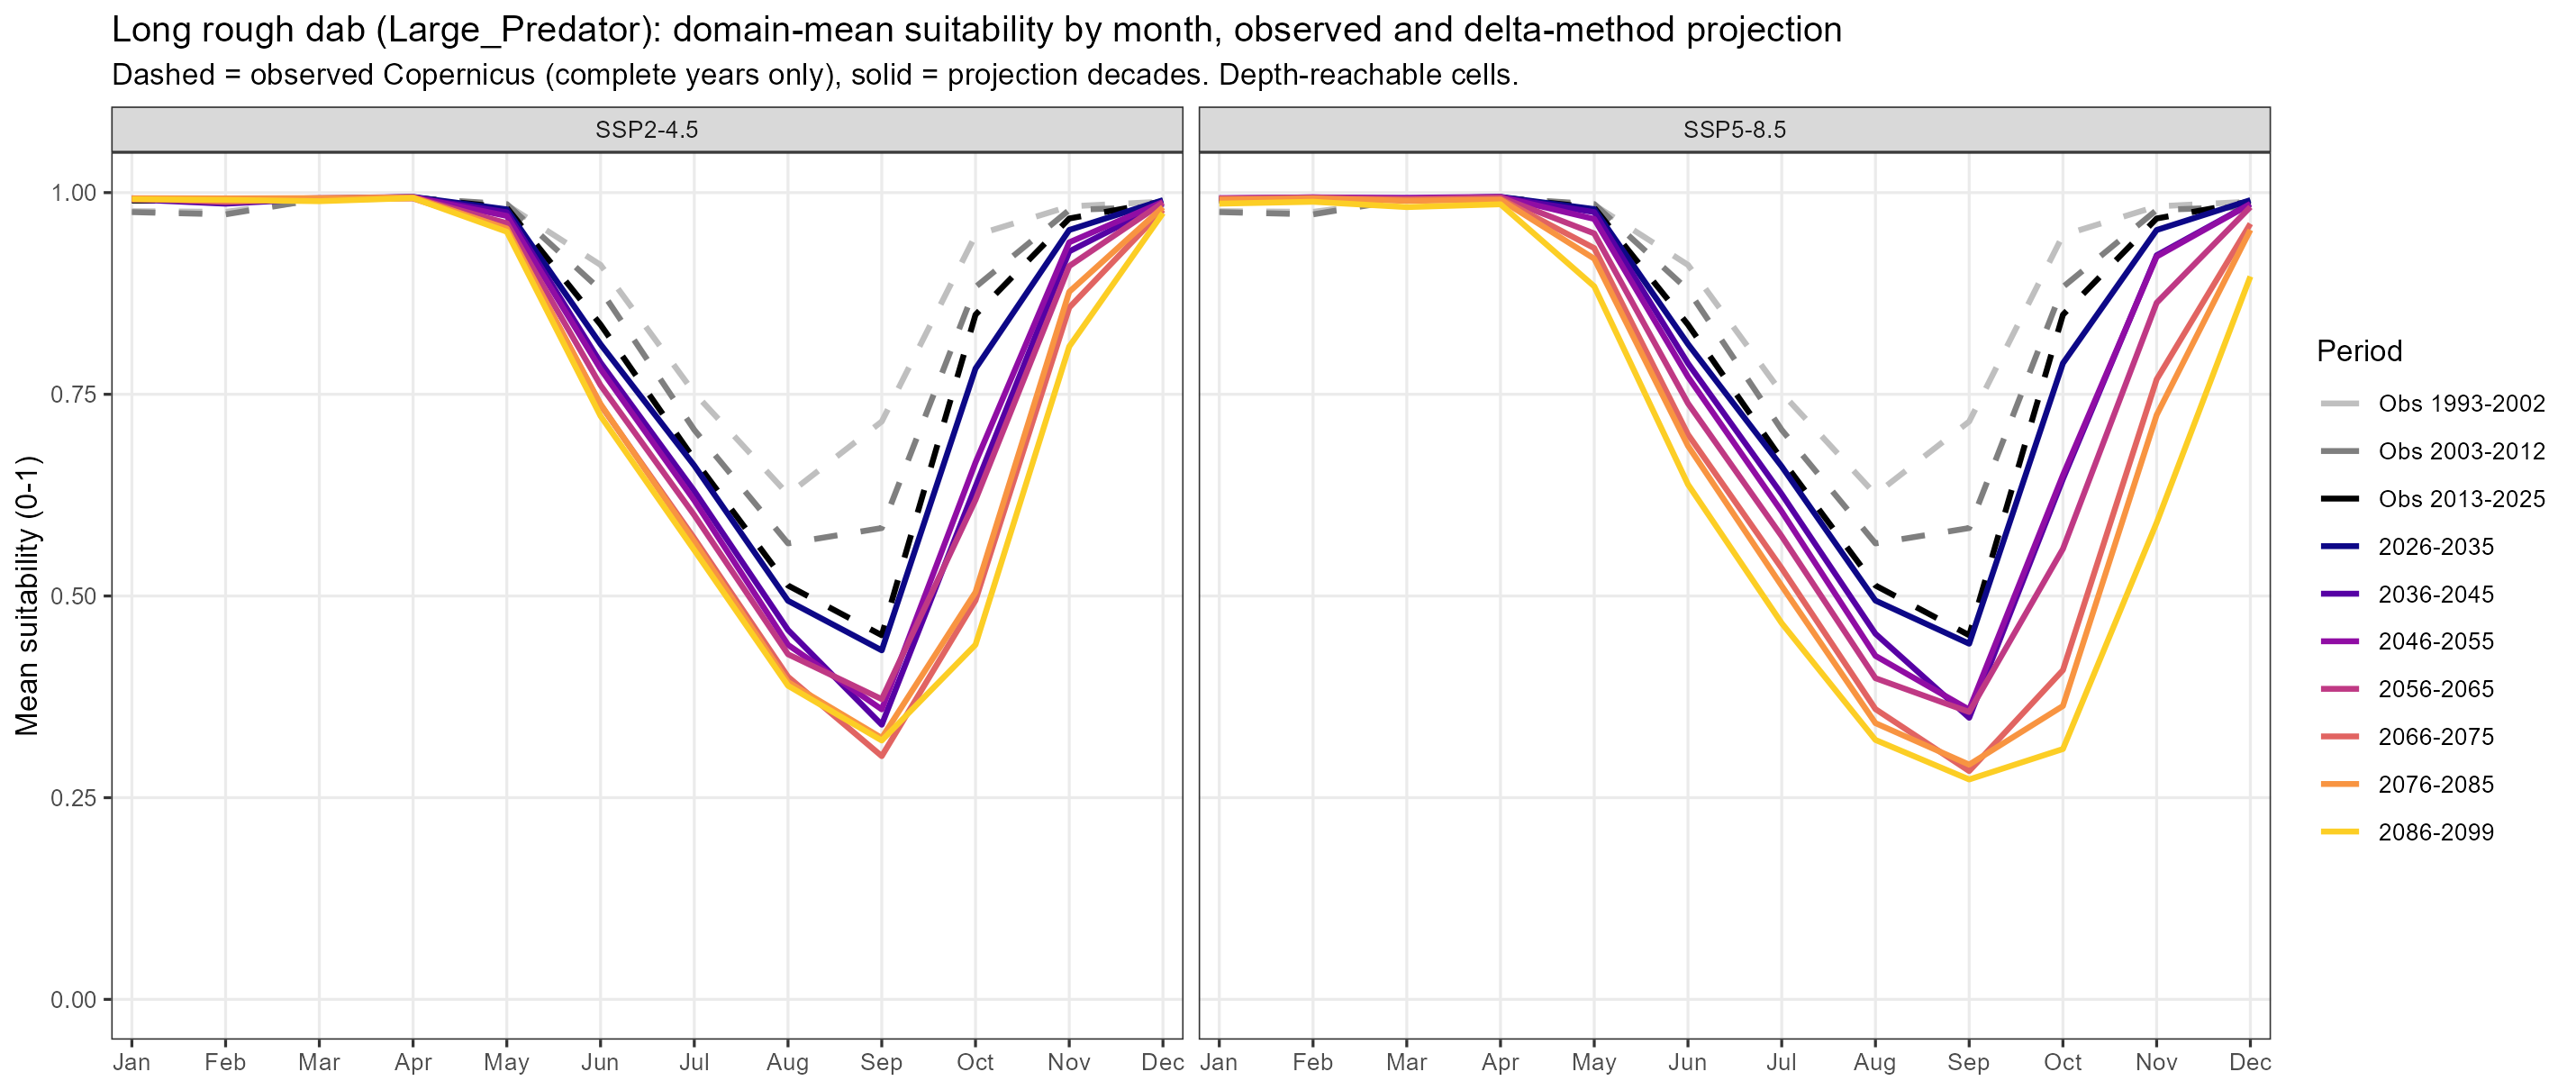 Long rough dab (Large_Predator): domain-mean suitability by month, observed and delta-method projection
Dashed = observed Copernicus (complete years only), solid = projection decades. Depth-reachable cells.
SSP2-4.5
SSP5-8.5
Mean suitability (0-1)
1.00
0.75
0.50
0.25
0.00
Jan Feb Mar Apr May Jun Jul Aug Sep Oct Nov Dec
Jan Feb Mar Apr May Jun Jul Aug Sep Oct Nov Dec
Period
Obs 1993-2002
Obs 2003-2012
Obs 2013-2025
2026-2035
2036-2045
2046-2055
2056-2065
2066-2075
2076-2085
2086-2099